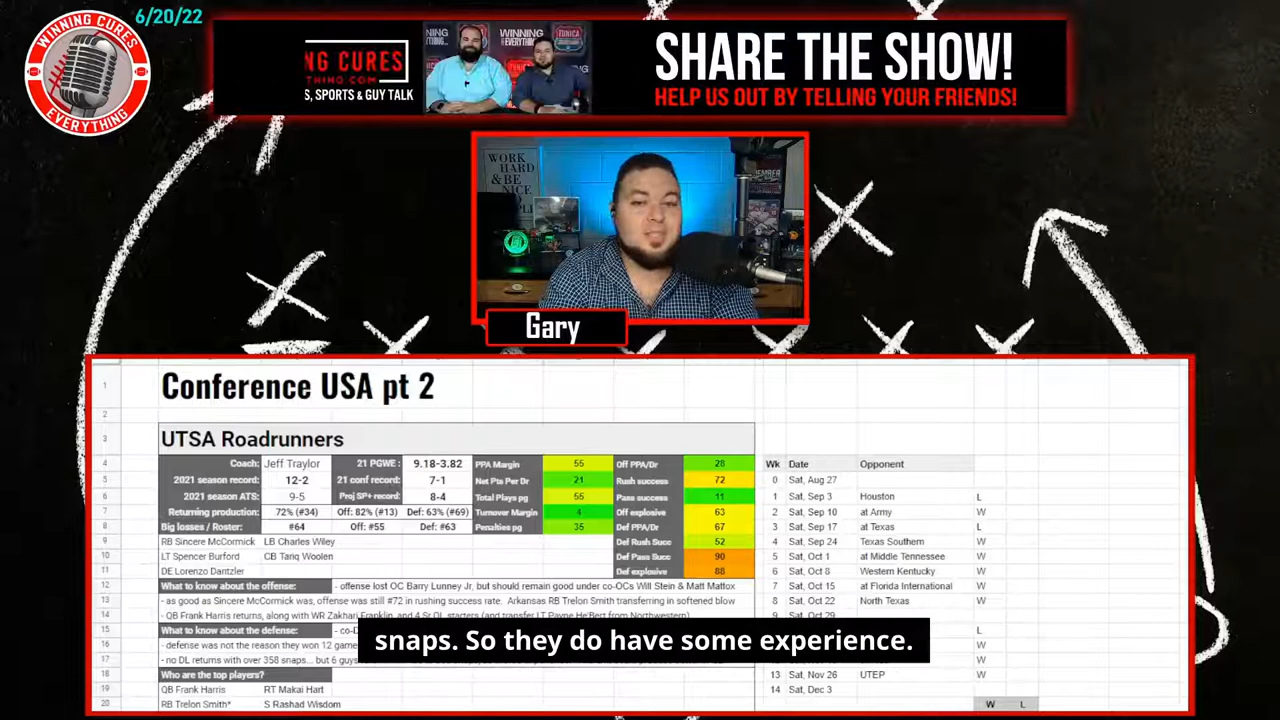 6/20/22
WINNING CURES
EVERYTHING
NG CURES
THING.COM
S, SPORTS & GUY TALK
SHARE THE SHOW!
HELP US OUT BY TELLING YOUR FRIENDS!
WORK
HARD
& BE
NICE
Gary
Conference USA pt 2
UTSA Roadrunners
Coach: Jeff Traylor 21 PGWE: 9.18-3.82 PPA Margin 55 Off PPA/Dr 28 Wk Date Opponent
2021 season record: 12-2 21 conf record: 7-1 Net Pts Per Dr 21 Rush success 72 0 Sat, Aug 27
2021 season ATS: 9-5 Proj SP+ record: 8-4 Total Plays pg 55 Pass success 11 1 Sat, Sep 3 Houston L
Returning production: 72% (#34) Off: 82% (#13) Def: 63% (#69) Turnover Margin 4 Off explosive 63 2 Sat, Sep 10 at Army W
Big losses / Roster: #64 Off: #55 Def: #63 Penalties pg 35 Def PPA/Dr 67 3 Sat, Sep 17 at Texas L
RB Sincere McCormick LB Charles Wiley Def Rush Succ 52 4 Sat, Sep 24 Texas Southern W
LT Spencer Burford CB Tariq Woolen Def Pass Succ 90 5 Sat, Oct 1 at Middle Tennessee W
DE Lorenzo Dantzler Def explosive 88 6 Sat, Oct 8 Western Kentucky W
What to know about the offense: - offense lost OC Barry Lunney Jr, but should remain good under co-OCs Will Stein & Matt Mattox 7 Sat, Oct 15 at Florida International W
- as good as Sincere McCormick was, offense was still #72 in rushing success rate. Arkansas RB Trelon Smith transferring in softened blow 8 Sat, Oct 22 North Texas W
- QB Frank Harris returns, along with WR Zakhari Franklin, and 4 Sr OL starters (and transfer LT Payne He'Bert from Northwestern) 9 Sat, Oct 29
What to know about the defense: - co-D L
- defense was not the reason they won 12 game W
- no DL returns with over 358 snaps... but 6 guys W
Who are the top players? 13 Sat, Nov 26 UTEP W
QB Frank Harris RT Makai Hart 14 Sat, Dec 3
RB Trelon Smith* S Rashad Wisdom W L
snaps. So they do have some experience.